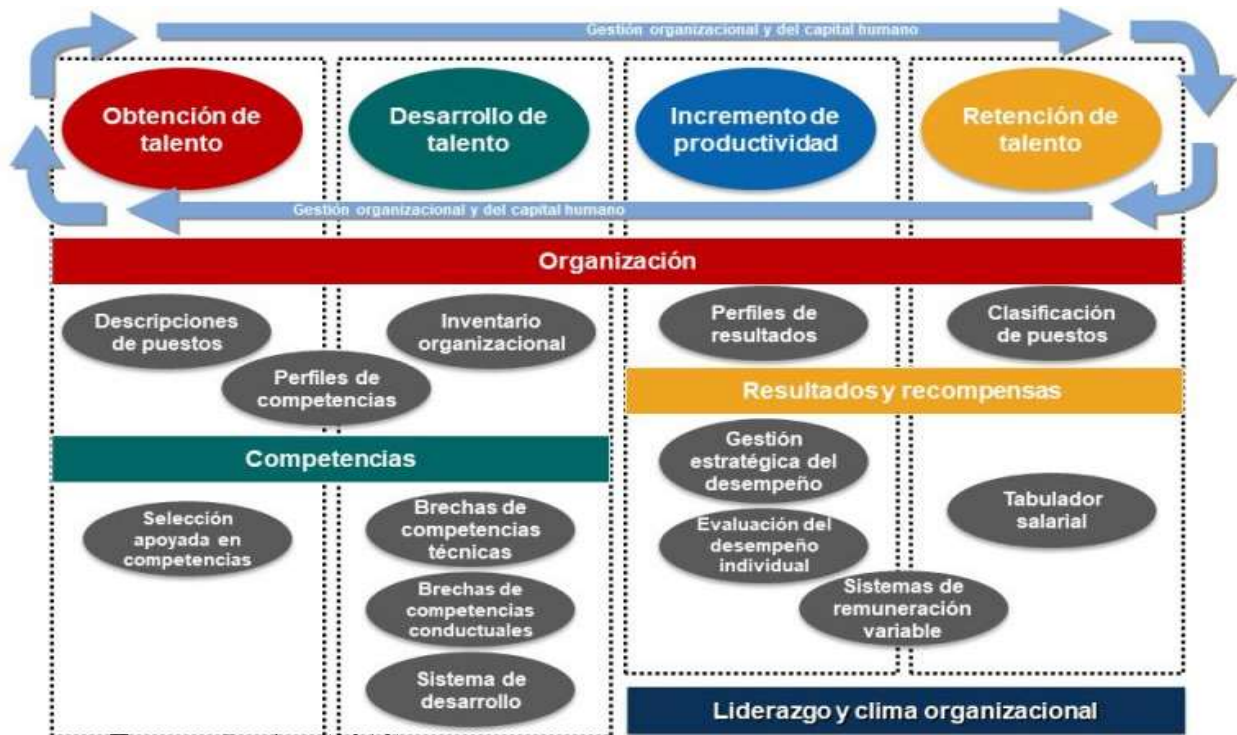 Gestión organizacional y del capital humano
Obtención de
talento
Desarrollo de
talento
Incremento de
productividad
Retención de
talento
Gestión organizacional y del capital humano
Organización
Descripciones
de puestos
Inventario
organizacional
Perfiles de
competencias
Perfiles de
resultados
Clasificación
de puestos
Resultados y recompensas
Competencias
Selección
apoyada en
competencias
Brechas de
competencias
técnicas
Brechas de
competencias
conductuales
Sistema de
desarrollo
Gestión
estratégica del
desempeño
Evaluación del
desempeño
individual
Tabulador
salarial
Sistemas de
remuneración
variable
Liderazgo y clima organizacional